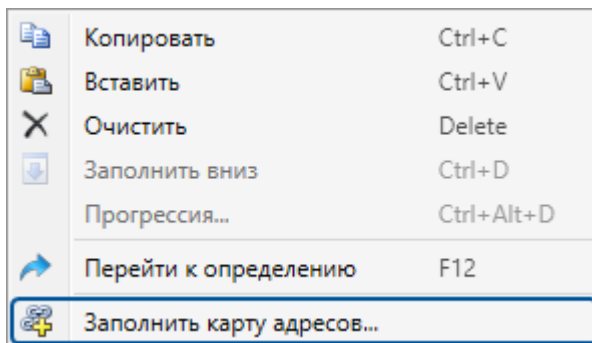 Копировать Ctrl+C
Вставить Ctrl+V
Очистить Delete
Заполнить вниз Ctrl+D
Прогрессия... Ctrl+Alt+D
Перейти к определению F12
Заполнить карту адресов...